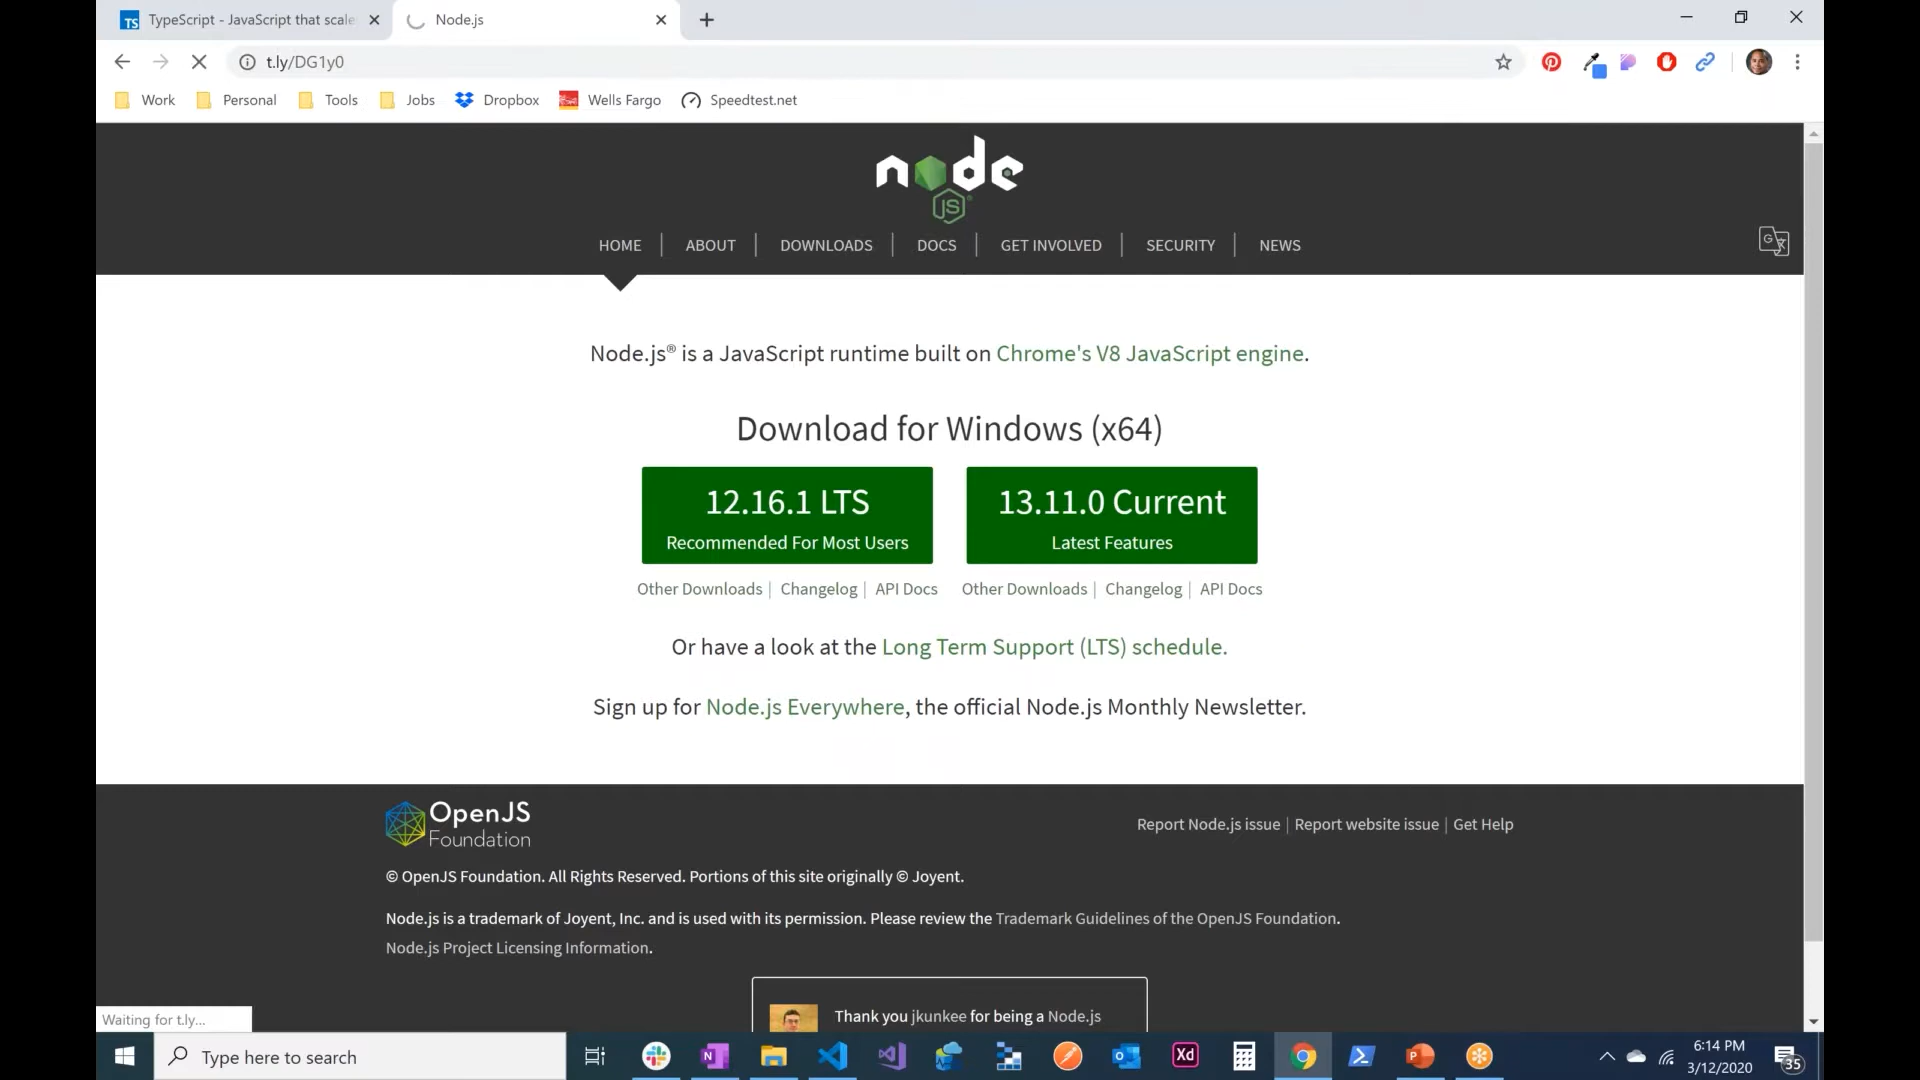 TS TypeScript - JavaScript that scale
Node.js
t.ly/DG1y0
Work Personal Tools Jobs Dropbox Wells Fargo Speedtest.net
node
JS
HOME ABOUT DOWNLOADS DOCS GET INVOLVED SECURITY NEWS
Node.js® is a JavaScript runtime built on Chrome's V8 JavaScript engine.
Download for Windows (x64)
12.16.1 LTS
Recommended For Most Users
13.11.0 Current
Latest Features
Other Downloads | Changelog | API Docs
Other Downloads | Changelog | API Docs
Or have a look at the Long Term Support (LTS) schedule.
Sign up for Node.js Everywhere, the official Node.js Monthly Newsletter.
OpenJS
Foundation
Report Node.js issue | Report website issue | Get Help
© OpenJS Foundation. All Rights Reserved. Portions of this site originally © Joyent.
Node.js is a trademark of Joyent, Inc. and is used with its permission. Please review the Trademark Guidelines of the OpenJS Foundation.
Node.js Project Licensing Information.
Thank you jkunkee for being a Node.js
Waiting for t.ly...
Type here to search
N
Xd
P
6:14 PM
3/12/2020
35